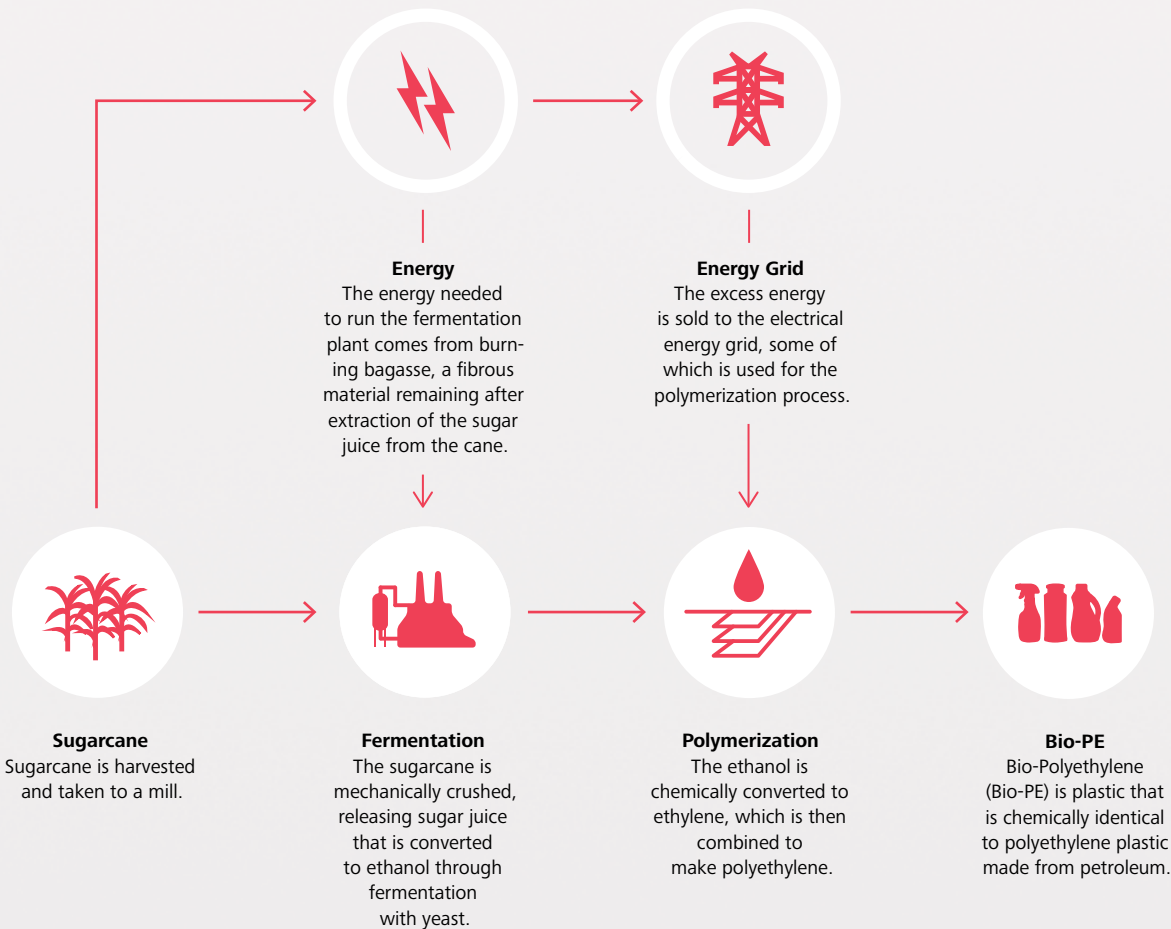 Energy
The energy needed
to run the fermentation
plant comes from burn-
ing bagasse, a fibrous
material remaining after
extraction of the sugar
juice from the cane.
Energy Grid
The excess energy
is sold to the electrical
energy grid, some of
which is used for the
polymerization process.
Sugarcane
Sugarcane is harvested
and taken to a mill.
Fermentation
The sugarcane is
mechanically crushed,
releasing sugar juice
that is converted
to ethanol through
fermentation
with yeast.
Polymerization
The ethanol is
chemically converted to
ethylene, which is then
combined to
make polyethylene.
Bio-PE
Bio-Polyethylene
(Bio-PE) is plastic that
is chemically identical
to polyethylene plastic
made from petroleum.